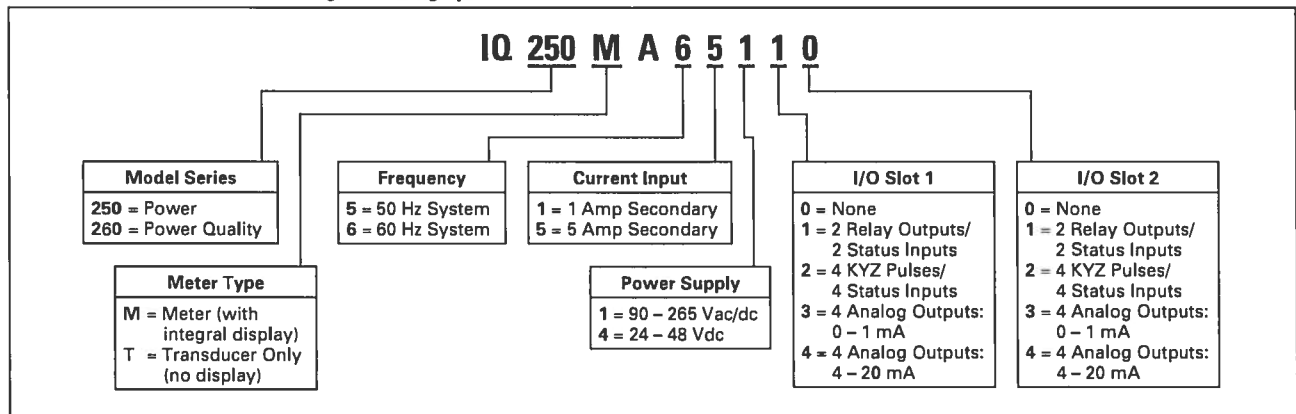 IQ 250 M A 6 5 1 1 0
Model Series
250 = Power
260 = Power Quality
Meter Type
M = Meter (with
integral display)
T = Transducer Only
(no display)
Frequency
5 = 50 Hz System
6 = 60 Hz System
Current Input
1 = 1 Amp Secondary
5 = 5 Amp Secondary
Power Supply
1 = 90 – 265 Vac/dc
4 = 24 – 48 Vdc
I/O Slot 1
0 = None
1 = 2 Relay Outputs/
2 Status Inputs
2 = 4 KYZ Pulses/
4 Status Inputs
3 = 4 Analog Outputs:
0 – 1 mA
4 = 4 Analog Outputs:
4 – 20 mA
I/O Slot 2
0 = None
1 = 2 Relay Outputs/
2 Status Inputs
2 = 4 KYZ Pulses/
4 Status Inputs
3 = 4 Analog Outputs:
0 – 1 mA
4 = 4 Analog Outputs:
4 – 20 mA